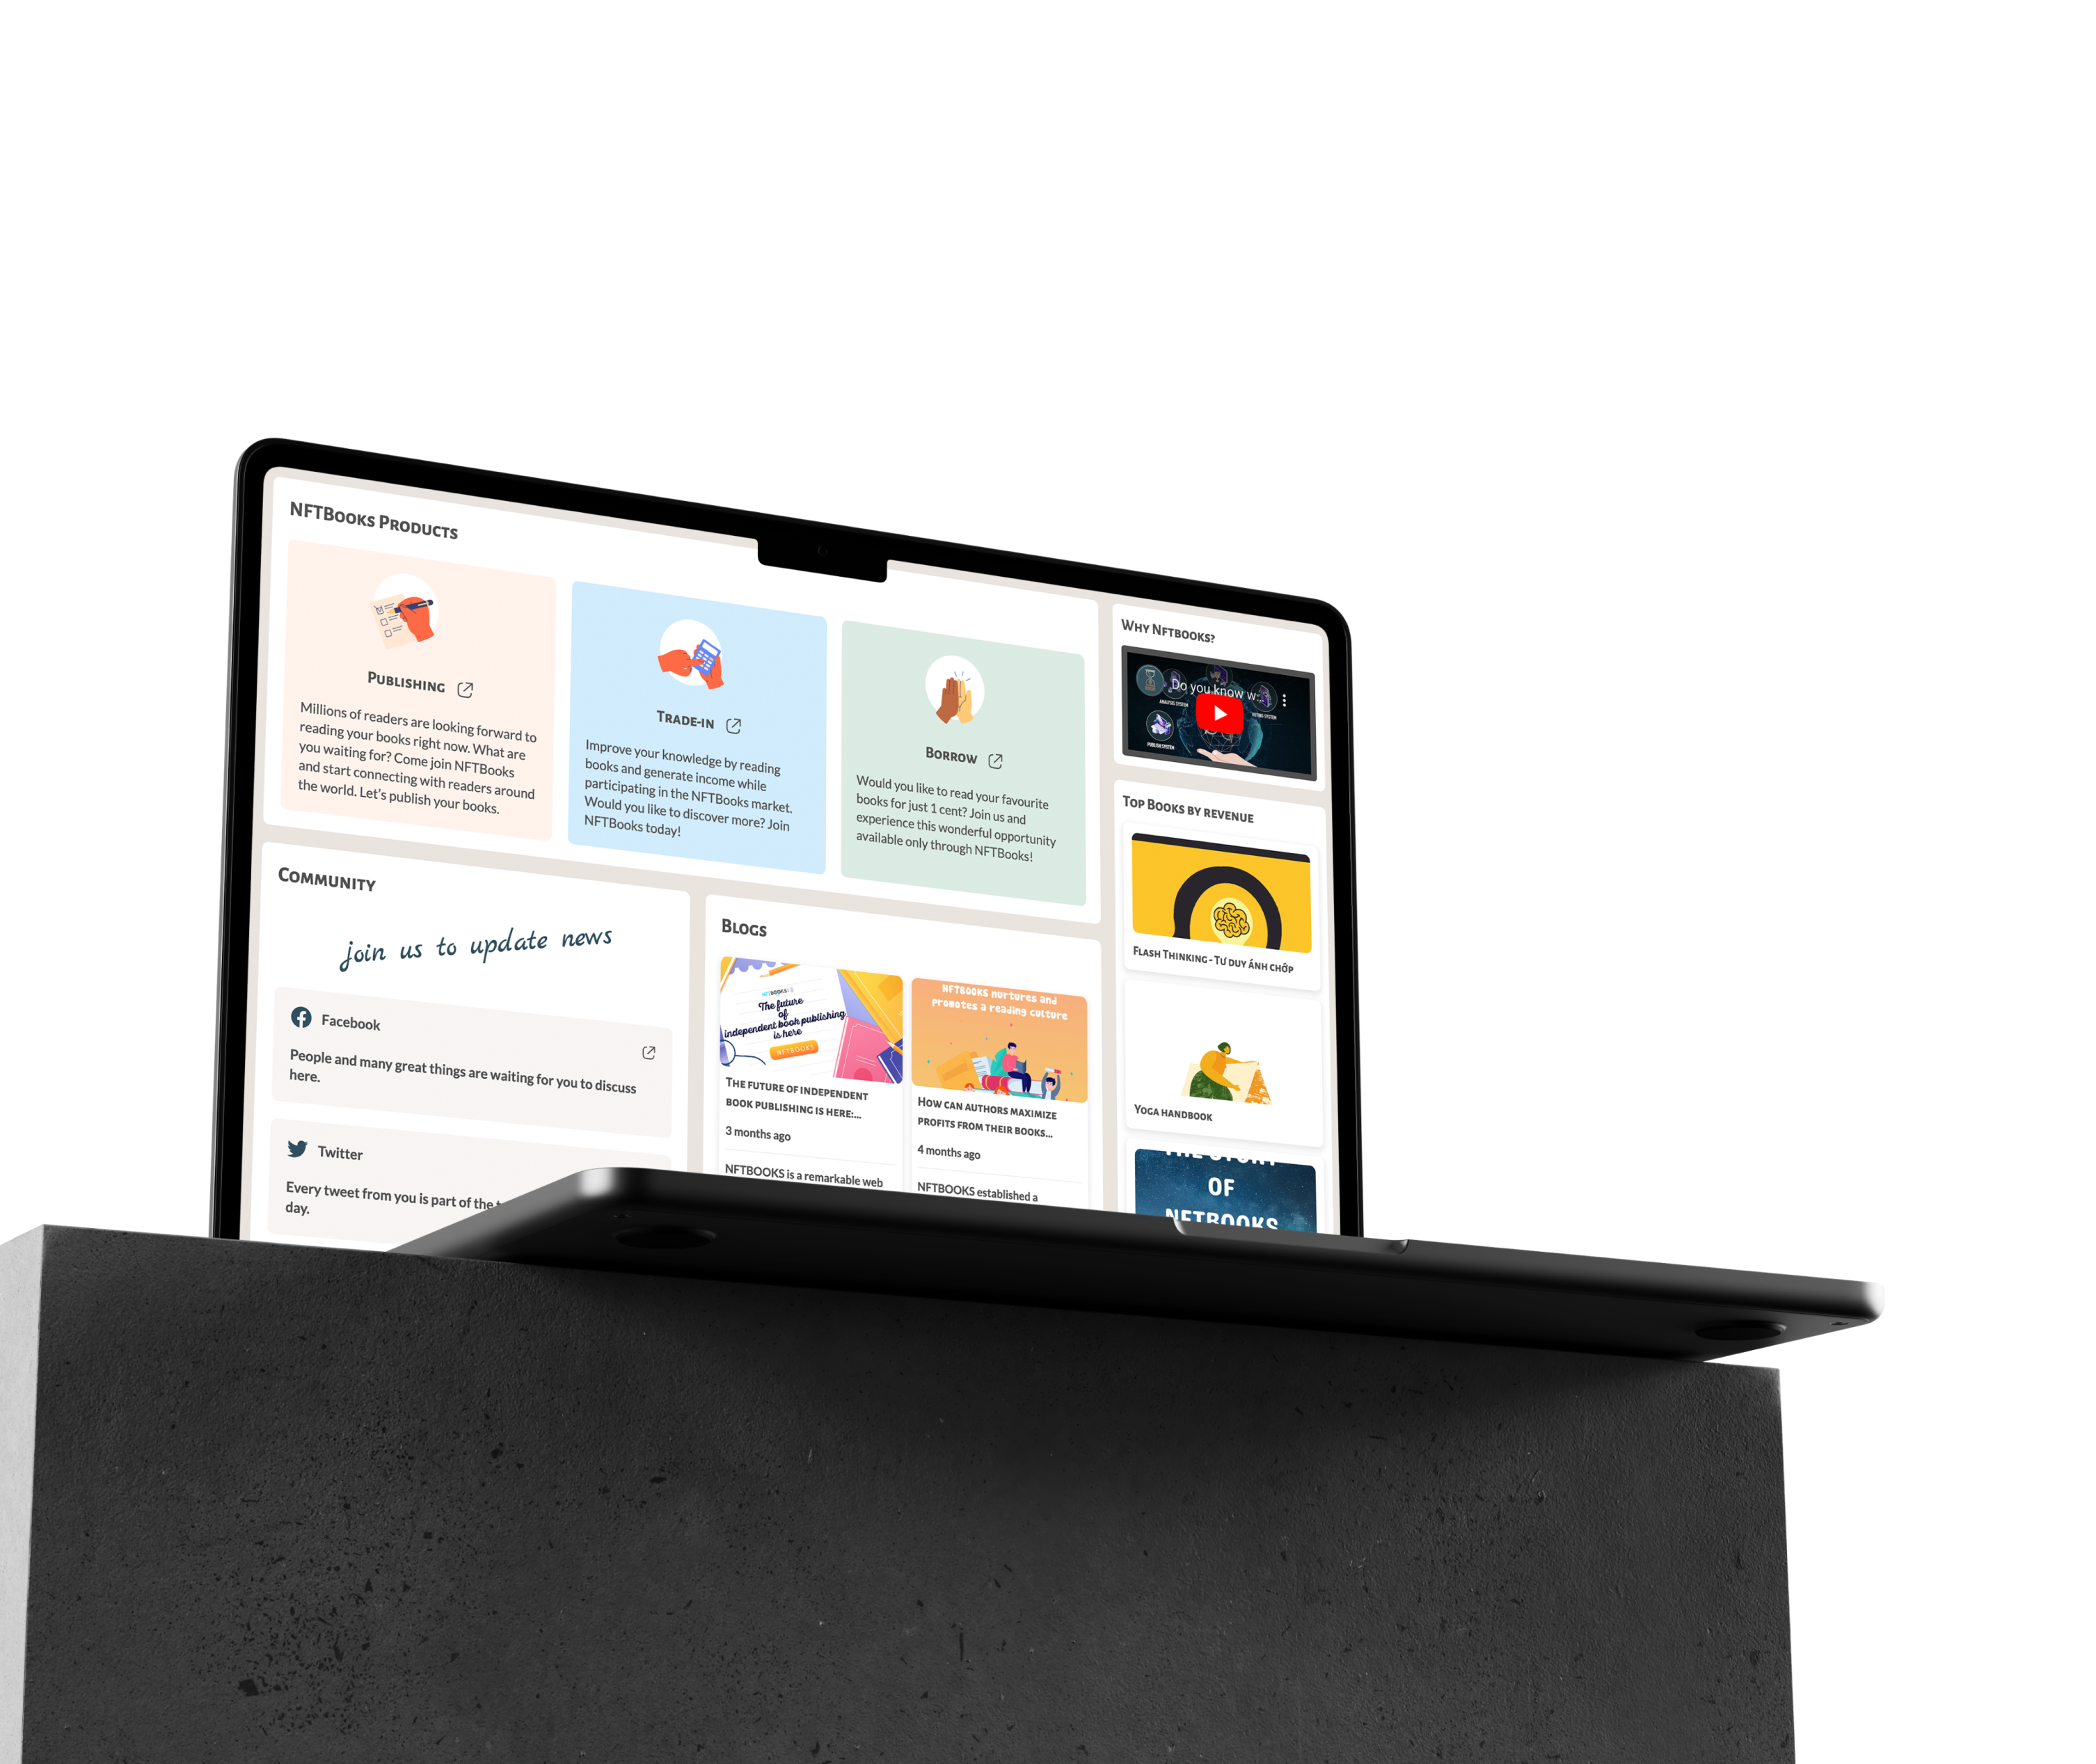 NFTBooks Products
Publishing
Millions of readers are looking forward to
reading your books right now. What are
you waiting for? Come join NFTBooks
and start connecting with readers around
the world. Let's publish your books.
Trade-in
Improve your knowledge by reading
books and generate income while
participating in the NFTBooks market.
Would you like to discover more? Join
NFTBooks today!
Borrow
Would you like to read your favourite
books for just 1 cent? Join us and
experience this wonderful opportunity
available only through NFTBooks!
Why Nftbooks?
Do you know w...
ANALYSIS SYSTEM
VOTING SYSTEM
PUBLISH SYSTEM
Top Books by revenue
Flash Thinking - Tư duy ánh chớp
Yoga handbook
THE STORY
OF
NFTBOOKS
Community
join us to update news
Facebook
People and many great things are waiting for you to discuss
here.
Twitter
Every tweet from you is part of the
day.
Blogs
NFTBOOKS
The future
of
independent book publishing
is here
NFTBOOKS
The future of independent
book publishing is here:...
3 months ago
NFTBOOKS is a remarkable web
NFTBOOKS nurtures and
promotes a reading culture
How can authors maximize
profits from their books...
4 months ago
NFTBOOKS established a